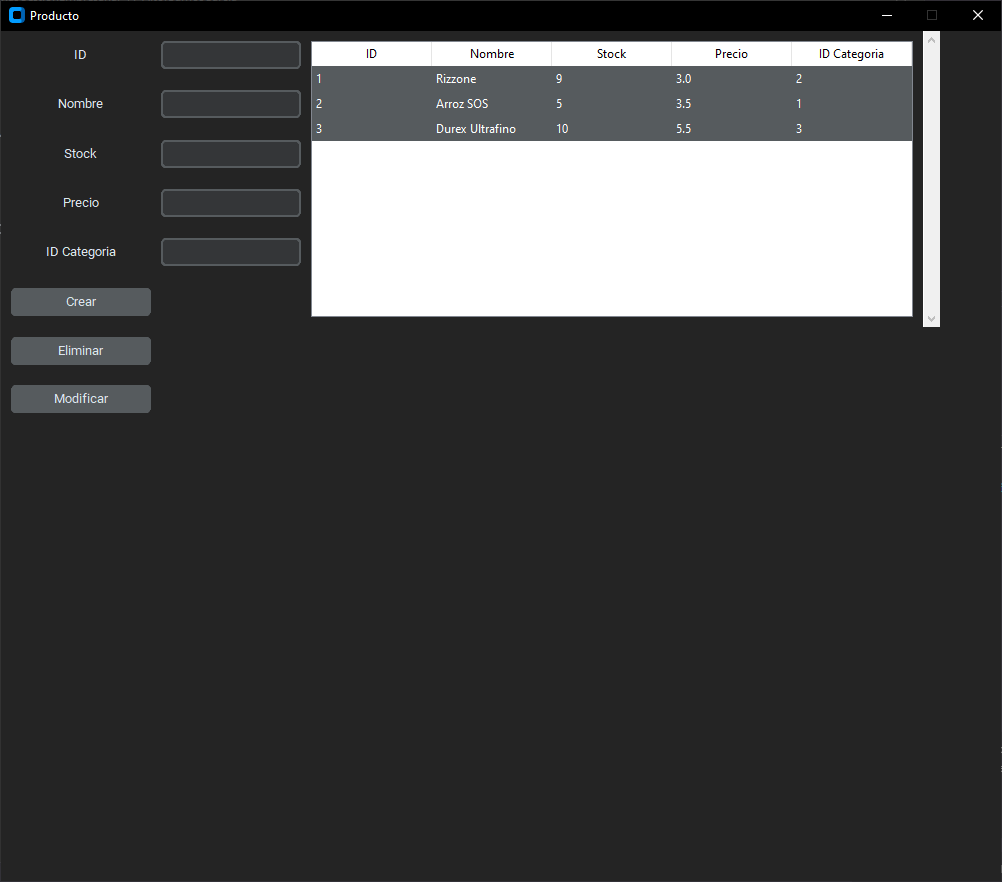 Producto
ID
Nombre
Stock
Precio
ID Categoria
Crear
Eliminar
Modificar
ID Nombre Stock Precio ID Categoria
1 Rizzone 9 3.0 2
2 Arroz SOS 5 3.5 1
3 Durex Ultrafino 10 5.5 3